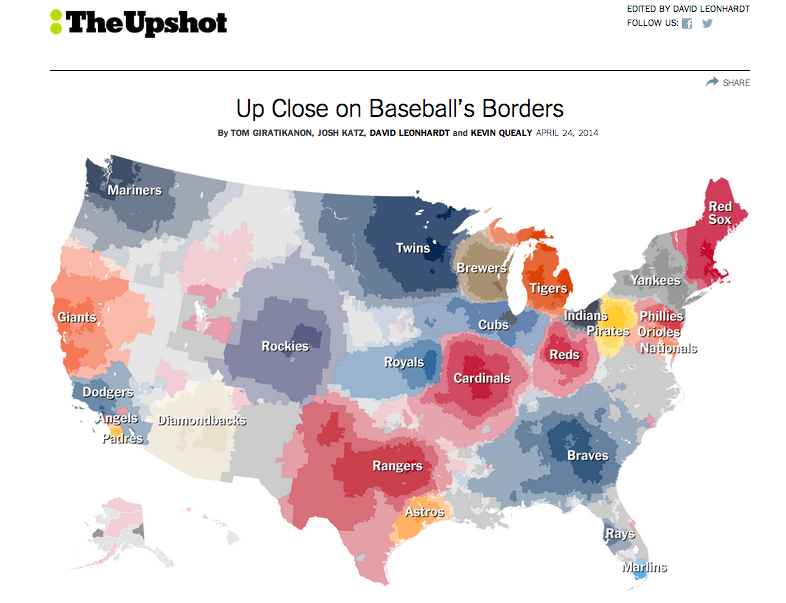 TheUpshot
EDITED BY DAVID LEONHARDT
FOLLOW US:
SHARE
Up Close on Baseball's Borders
By TOM GIRATIKANON, JOSH KATZ, DAVID LEONHARDT and KEVIN QUEALY APRIL 24, 2014
Mariners
Red
Sox
Twins
Brewers
Yankees
Tigers
Giants
Indians
Phillies
Cubs
Pirates
Orioles
Rockies
Nationals
Royals
Reds
Cardinals
Dodgers
Angels
Diamondbacks
Padres
Braves
Rangers
Astros
Rays
Marlins